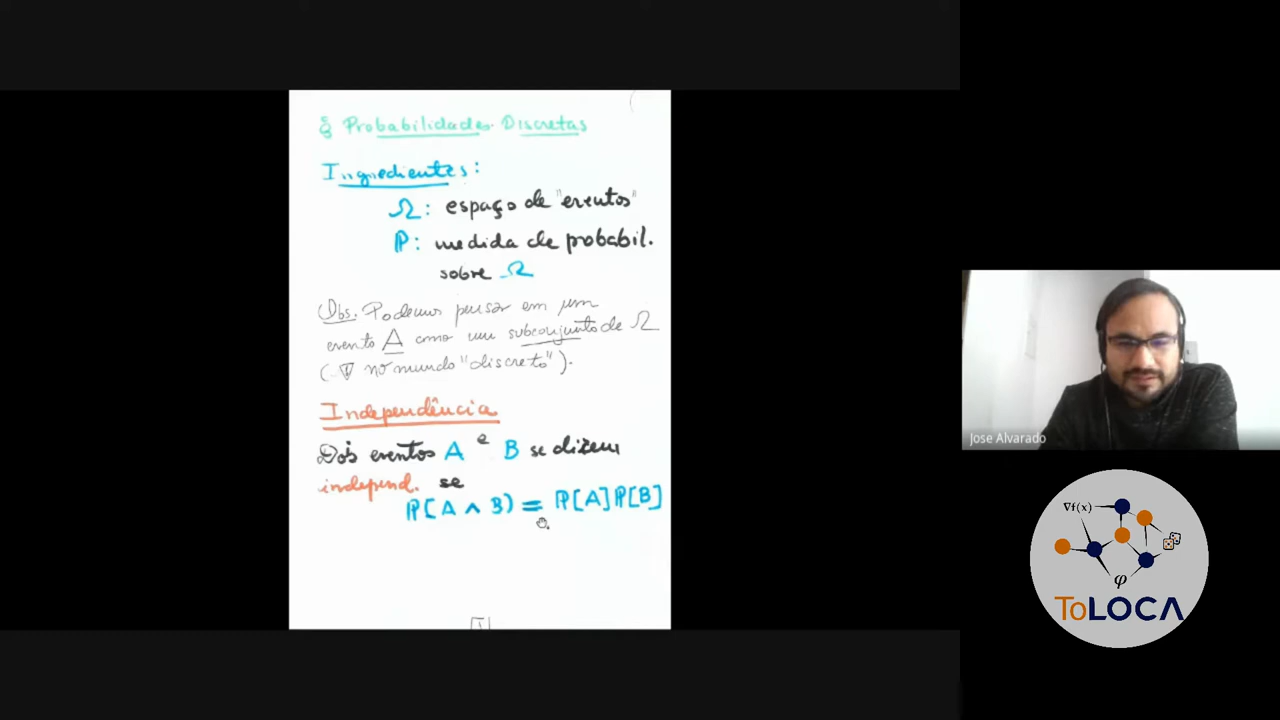 § Probabilidades Discretas
Ingredientes:
Ω: espaço de "eventos"
ℙ: medida de probabil.
sobre Ω
Obs. Podemos pensar em um
evento A como um subconjunto de Ω
( no mundo "discreto").
Independência
Dois eventos A e B se dizem
independ. se
ℙ[A ∧ B) = ℙ[A]ℙ[B]
1
Jose Alvarado
∇f(x)
φ
ToLOCA